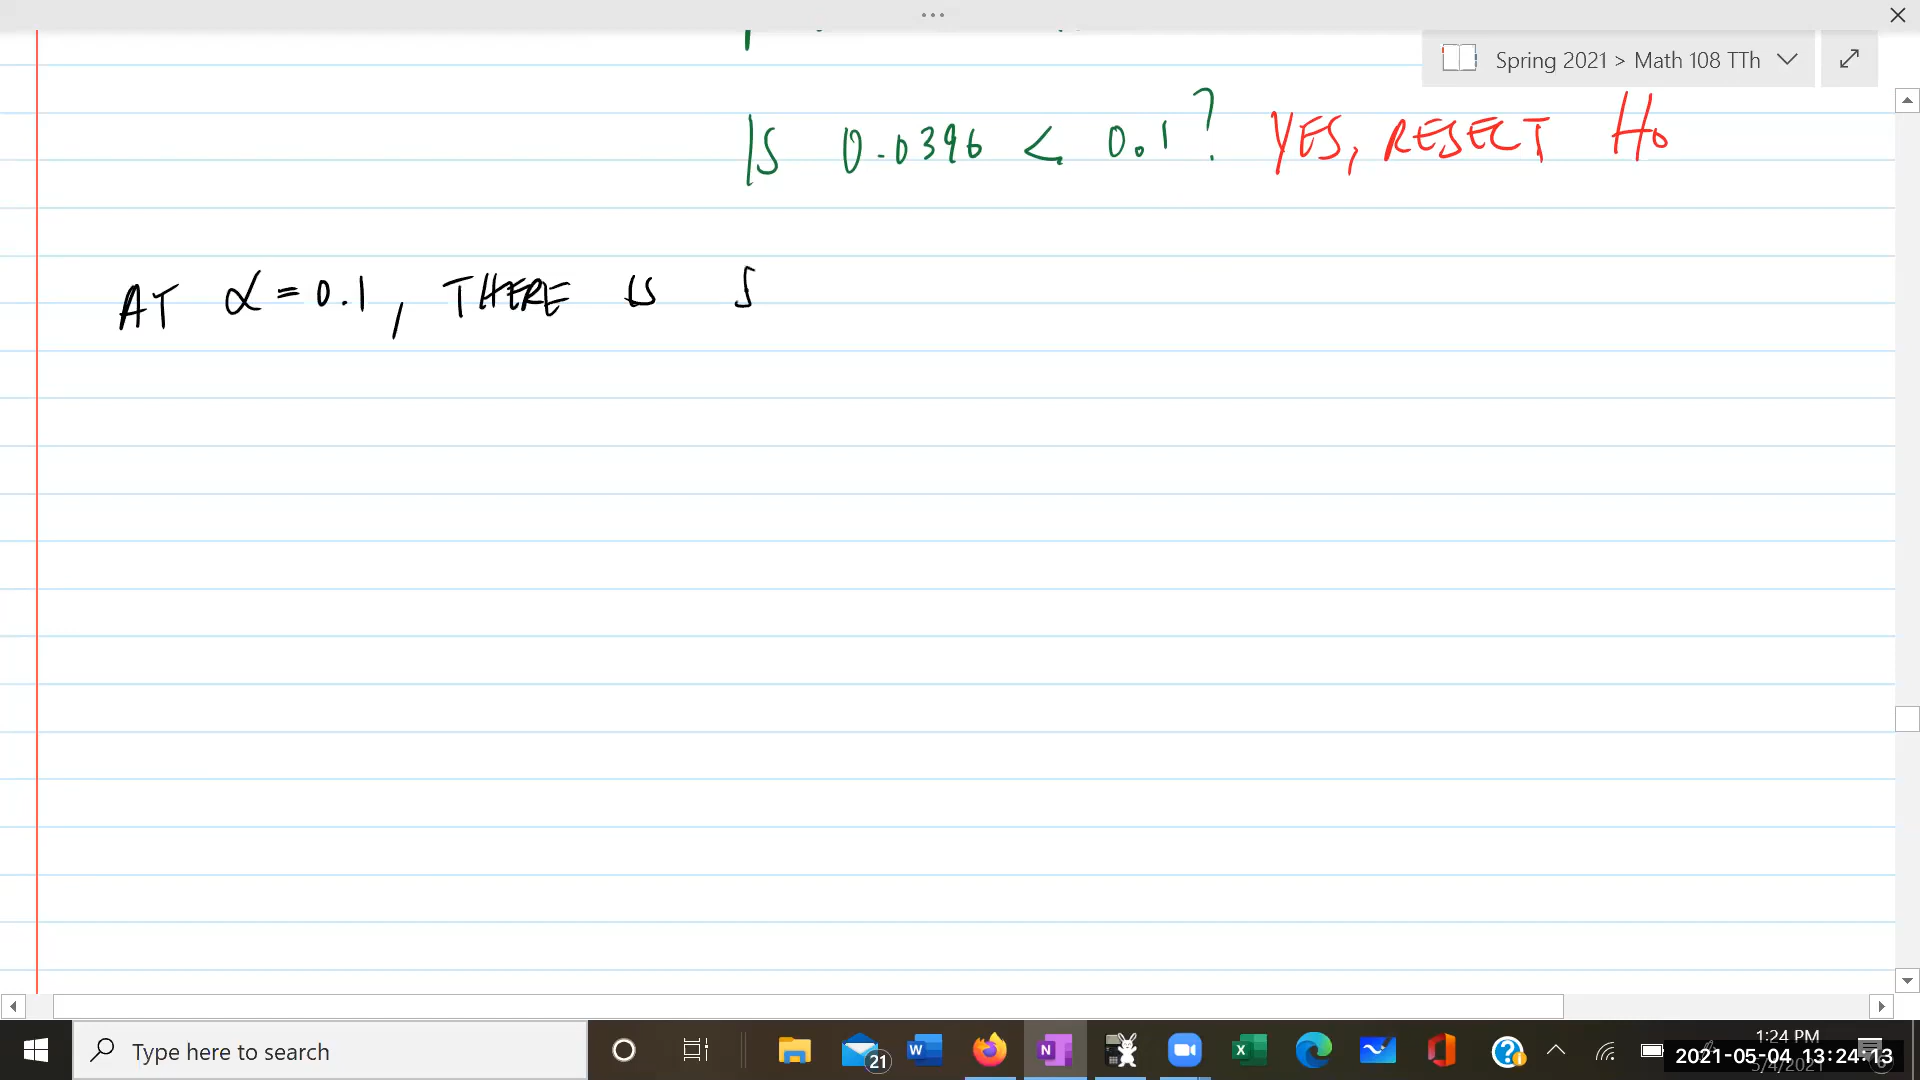 Spring 2021 > Math 108 TTh
IS 0.0396 < 0.1? YES, REJECT H₀
AT α = 0.1, THERE IS S
Type here to search
21
W
N
X
1:24 PM
2021-05-04 13:24:13